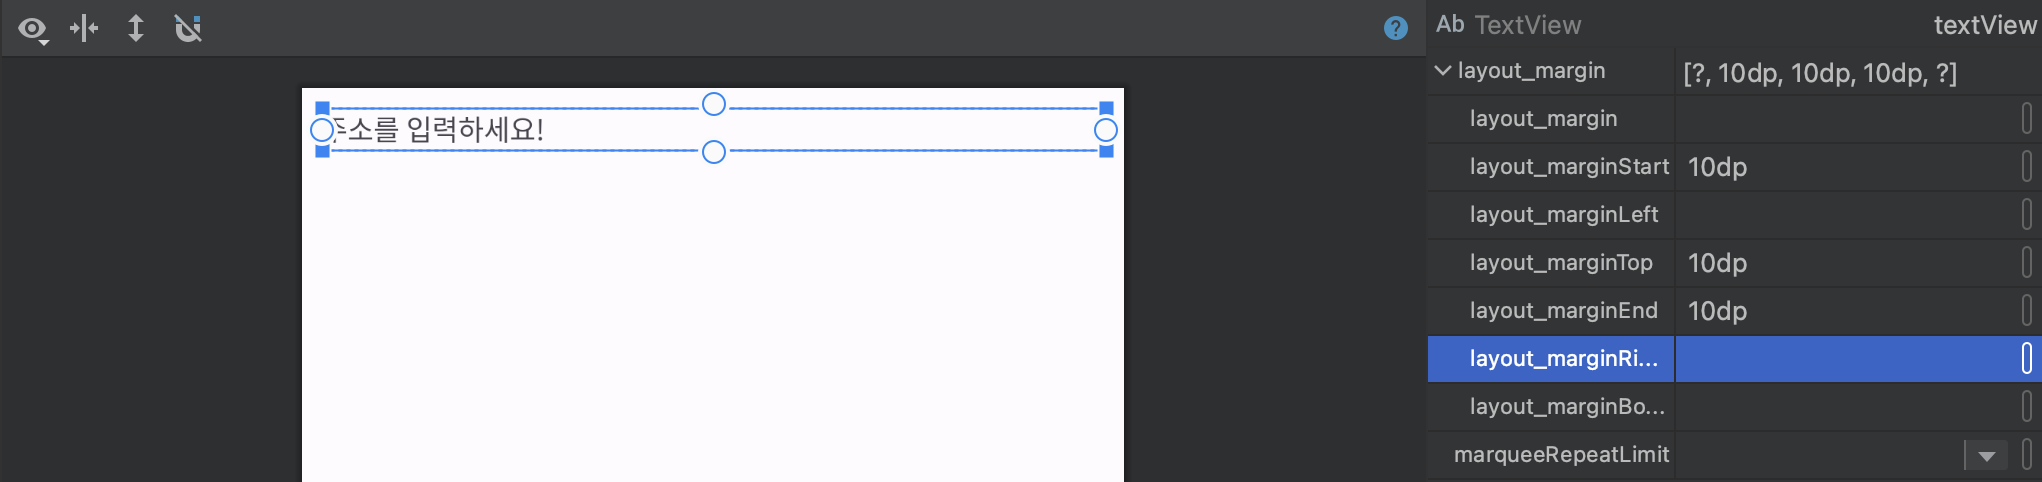 ?
Ab TextView textView
layout_margin [?, 10dp, 10dp, 10dp, ?]
layout_margin
layout_marginStart 10dp
layout_marginLeft
layout_marginTop 10dp
layout_marginEnd 10dp
layout_marginRi...
layout_marginBo...
marqueeRepeatLimit
주소를 입력하세요!